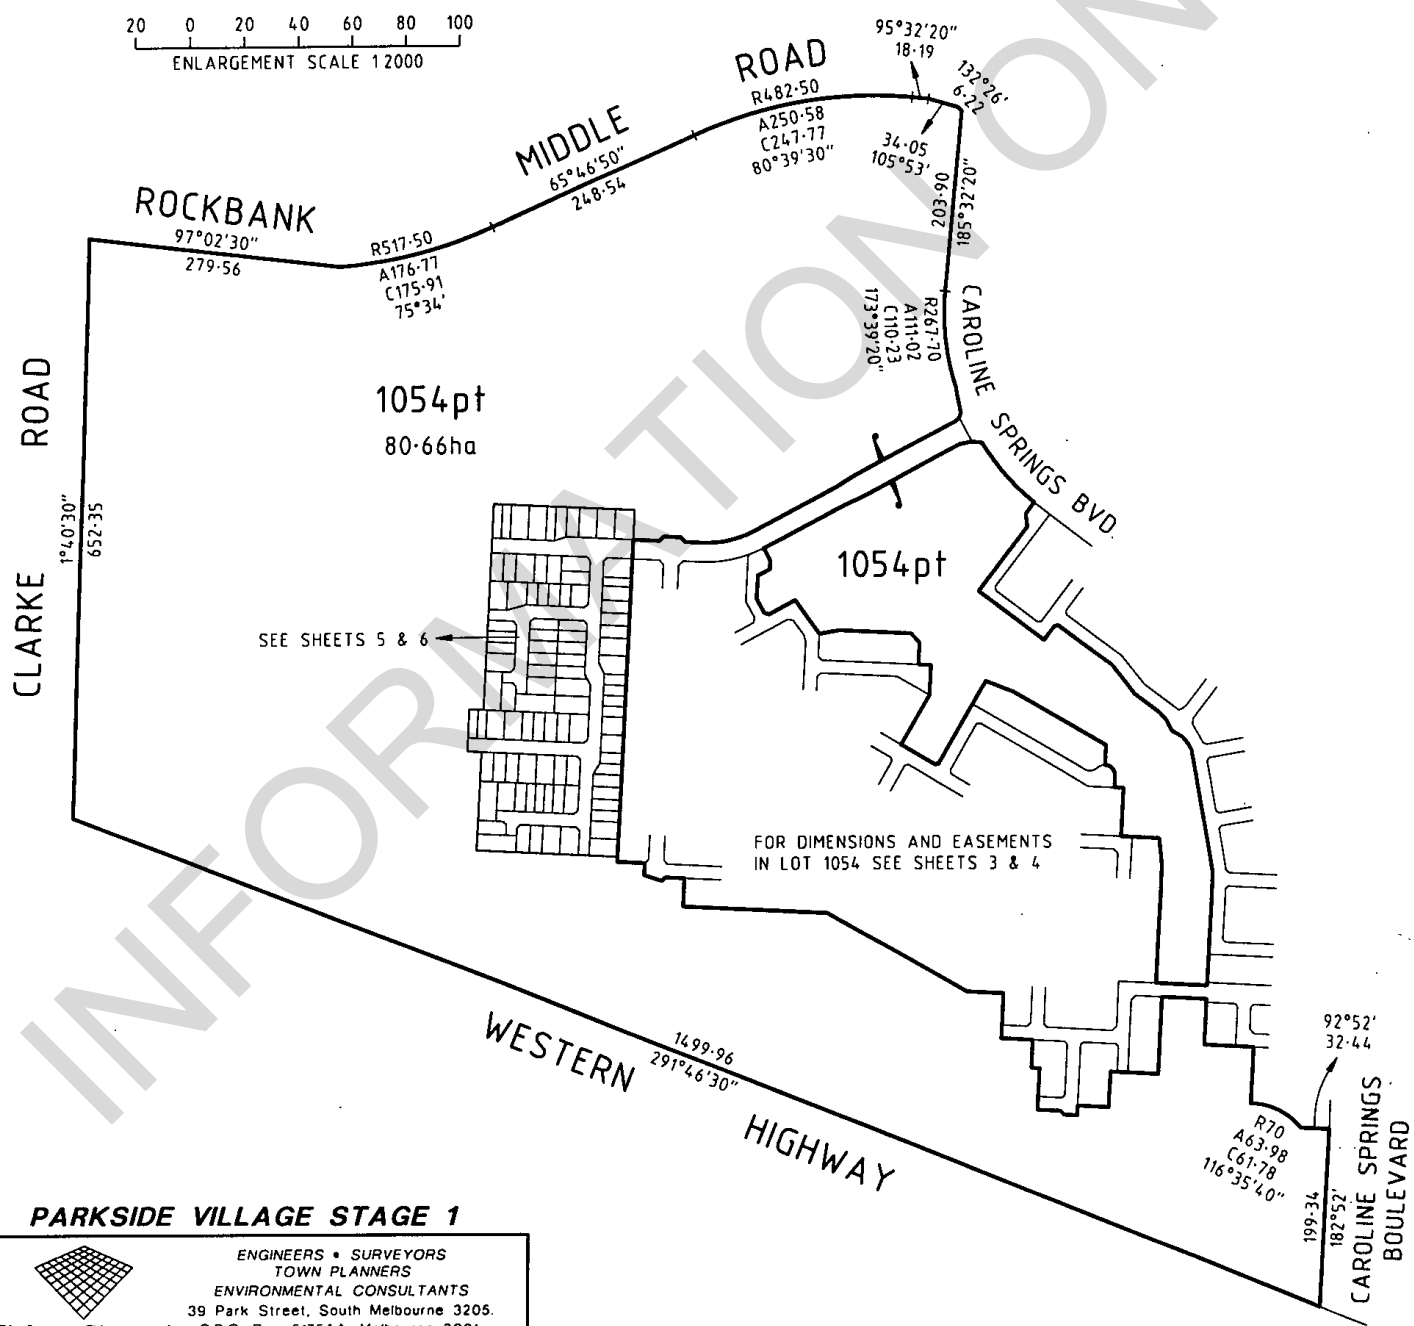 20 0 20 40 60 80 100
ENLARGEMENT SCALE 1 2000
95°32'20"
18·19
132°26'
6·22
ROCKBANK MIDDLE ROAD
R482·50
A250·58
C247·77
80°39'30"
34·05
105°53'
65°46'50"
248·54
203·90
185°32'20"
97°02'30"
279·56
R517·50
A176·77
C175·91
75°34'
R267·70
A111·02
C110·23
173°39'20"
CAROLINE SPRINGS BVD.
CLARKE ROAD
1°40'30"
652·35
1054pt
80·66ha
1054pt
SEE SHEETS 5 & 6
FOR DIMENSIONS AND EASEMENTS
IN LOT 1054 SEE SHEETS 3 & 4
WESTERN HIGHWAY
1499·96
291°46'30"
92°52'
32·44
R70
A63·98
C61·78
116°35'40"
199·34
182°52'
CAROLINE SPRINGS
BOULEVARD
INFORMATION
PARKSIDE VILLAGE STAGE 1
ENGINEERS • SURVEYORS
TOWN PLANNERS
ENVIRONMENTAL CONSULTANTS
39 Park Street, South Melbourne 3205.